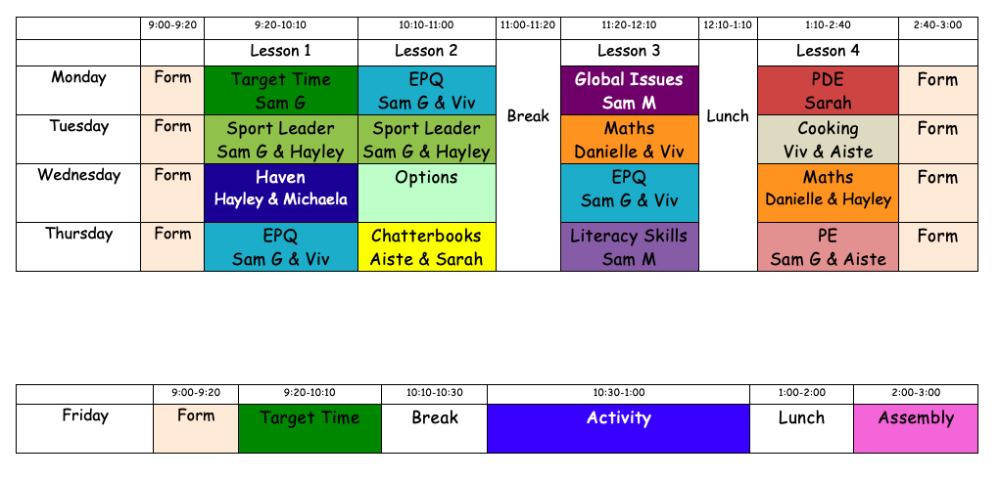 9:00-9:20 9:20-10:10 10:10-11:00 11:00-11:20 11:20-12:10 12:10-1:10 1:10-2:40 2:40-3:00
Lesson 1 Lesson 2 Lesson 3 Lesson 4
Monday Form Target Time EPQ Global Issues PDE Form
Sam G Sam G & Viv Sam M Sarah
Break Lunch
Tuesday Form Sport Leader Sport Leader Maths Cooking Form
Sam G & Hayley Sam G & Hayley Danielle & Viv Viv & Aiste
Wednesday Form Haven Options EPQ Maths Form
Hayley & Michaela Sam G & Viv Danielle & Hayley
Thursday Form EPQ Chatterbooks Literacy Skills PE Form
Sam G & Viv Aiste & Sarah Sam M Sam G & Aiste
9:00-9:20 9:20-10:10 10:10-10:30 10:30-1:00 1:00-2:00 2:00-3:00
Friday Form Target Time Break Activity Lunch Assembly